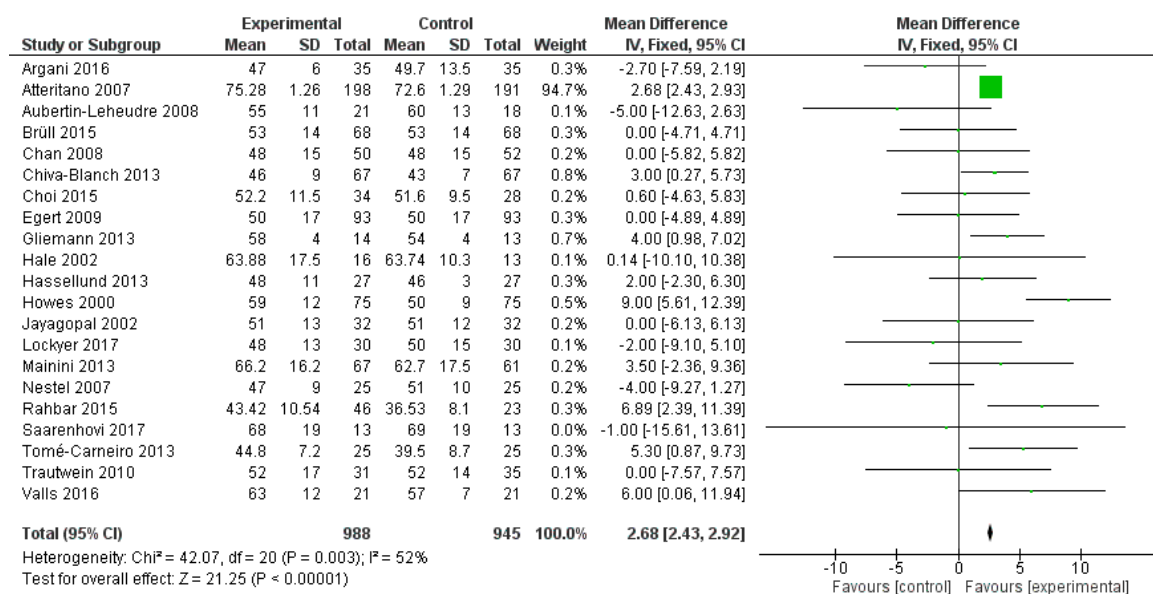 Experimental Control Mean Difference Mean Difference
Study or Subgroup Mean SD Total Mean SD Total Weight IV, Fixed, 95% CI IV, Fixed, 95% CI
Argani 2016 47 6 35 49.7 13.5 35 0.3% -2.70 [-7.59, 2.19]
Atteritano 2007 75.28 1.26 198 72.6 1.29 191 94.7% 2.68 [2.43, 2.93]
Aubertin-Leheudre 2008 55 11 21 60 13 18 0.1% -5.00 [-12.63, 2.63]
Brüll 2015 53 14 68 53 14 68 0.3% 0.00 [-4.71, 4.71]
Chan 2008 48 15 50 48 15 52 0.2% 0.00 [-5.82, 5.82]
Chiva-Blanch 2013 46 9 67 43 7 67 0.8% 3.00 [0.27, 5.73]
Choi 2015 52.2 11.5 34 51.6 9.5 28 0.2% 0.60 [-4.63, 5.83]
Egert 2009 50 17 93 50 17 93 0.3% 0.00 [-4.89, 4.89]
Gliemann 2013 58 4 14 54 4 13 0.7% 4.00 [0.98, 7.02]
Hale 2002 63.88 17.5 16 63.74 10.3 13 0.1% 0.14 [-10.10, 10.38]
Hassellund 2013 48 11 27 46 3 27 0.3% 2.00 [-2.30, 6.30]
Howes 2000 59 12 75 50 9 75 0.5% 9.00 [5.61, 12.39]
Jayagopal 2002 51 13 32 51 12 32 0.2% 0.00 [-6.13, 6.13]
Lockyer 2017 48 13 30 50 15 30 0.1% -2.00 [-9.10, 5.10]
Mainini 2013 66.2 16.2 67 62.7 17.5 61 0.2% 3.50 [-2.36, 9.36]
Nestel 2007 47 9 25 51 10 25 0.2% -4.00 [-9.27, 1.27]
Rahbar 2015 43.42 10.54 46 36.53 8.1 23 0.3% 6.89 [2.39, 11.39]
Saarenhovi 2017 68 19 13 69 19 13 0.0% -1.00 [-15.61, 13.61]
Tomé-Carneiro 2013 44.8 7.2 25 39.5 8.7 25 0.3% 5.30 [0.87, 9.73]
Trautwein 2010 52 17 31 52 14 35 0.1% 0.00 [-7.57, 7.57]
Valls 2016 63 12 21 57 7 21 0.2% 6.00 [0.06, 11.94]
Total (95% CI) 988 945 100.0% 2.68 [2.43, 2.92]
Heterogeneity: Chi² = 42.07, df = 20 (P = 0.003); I² = 52%
Test for overall effect: Z = 21.25 (P < 0.00001)
-10 -5 0 5 10
Favours [control] Favours [experimental]